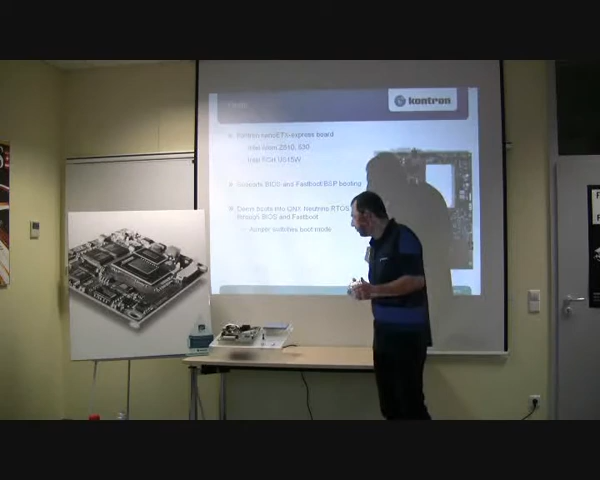 kontron
Kontron nanoETX-express board
Intel Atom Z510, 530
Intel SCH US15W
Supports BIOS and Fastboot/BSP booting
Demo boots into QNX Neutrino RTOS
through BIOS and Fastboot
Jumper switches boot mode